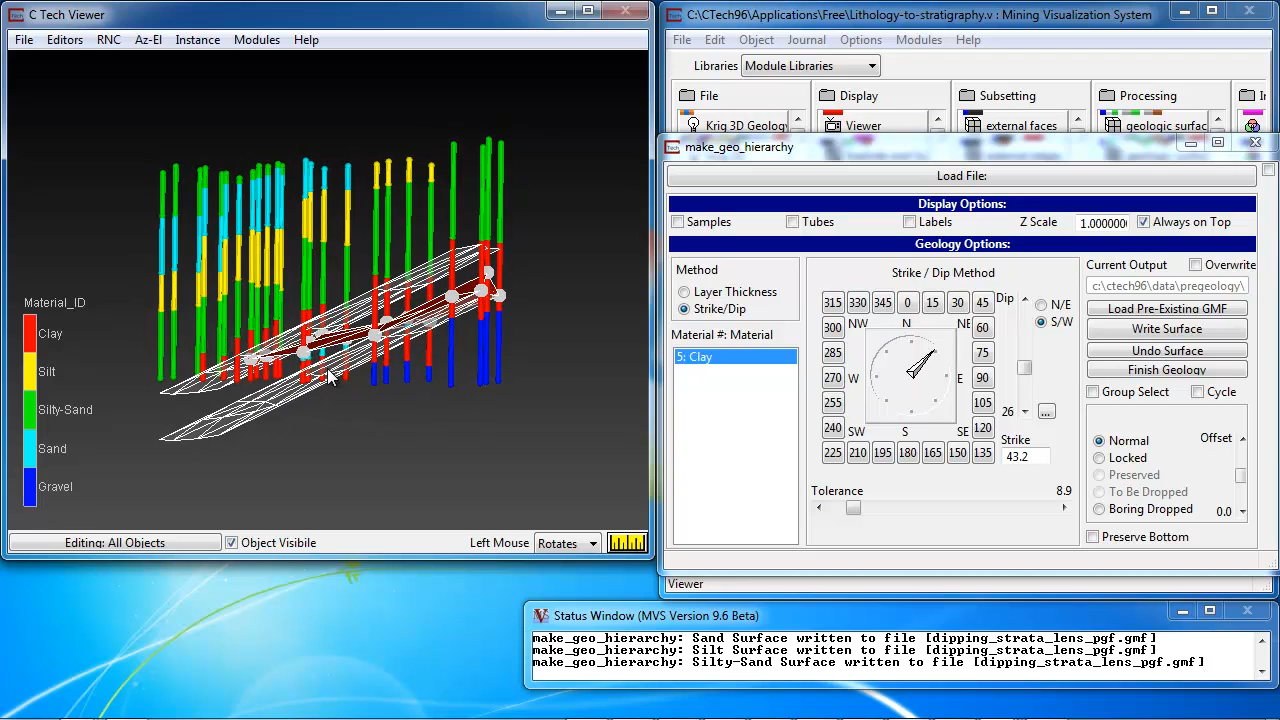 C Tech Viewer
File Editors RNC Az-El Instance Modules Help
Material_ID
Clay
Silt
Silty-Sand
Sand
Gravel
Editing: All Objects
Object Visibile
Left Mouse
Rotates
C:\CTech96\Applications\Free\Lithology-to-stratigraphy.v : Mining Visualization System
File Edit Object Journal Options Modules Help
Libraries Module Libraries
File
Display
Subsetting
Processing
Krig 3D Geology
Viewer
external faces
geologic surfac
make_geo_hierarchy
Load File:
Display Options:
Samples Tubes Labels Z Scale 1.000000 Always on Top
Geology Options:
Method
Layer Thickness
Strike/Dip
Material #: Material
5: Clay
Strike / Dip Method
315 330 345 0 15 30 45
NW N NE
300 60
285 75
270 W E 90
255 105
240 120
SW S SE
225 210 195 180 165 150 135
Dip
26
...
N/E
S/W
Strike
43.2
Tolerance 8.9
Current Output Overwrite
c:\ctech96\data\pregeology\
Load Pre-Existing GMF
Write Surface
Undo Surface
Finish Geology
Group Select Cycle
Normal
Locked
Preserved
To Be Dropped
Boring Dropped
Offset
0.0
Preserve Bottom
Viewer
Status Window (MVS Version 9.6 Beta)
make_geo_hierarchy: Sand Surface written to file [dipping_strata_lens_pgf.gmf]
make_geo_hierarchy: Silt Surface written to file [dipping_strata_lens_pgf.gmf]
make_geo_hierarchy: Silty-Sand Surface written to file [dipping_strata_lens_pgf.gmf]